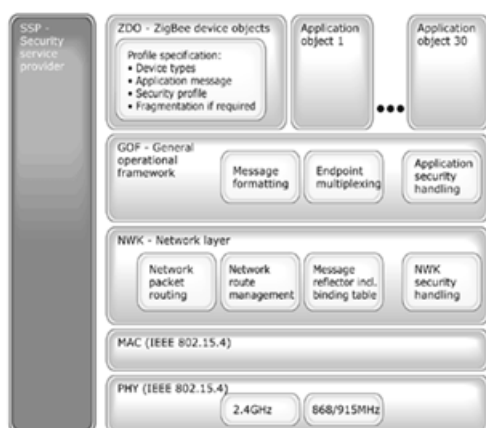 SSP -
Security
service
provider
ZDO - ZigBee device objects
Profile specification:
• Device types
• Application message
• Security profile
• Fragmentation if required
Application
object 1
Application
object 30
GOF - General
operational
framework
Message
formatting
Endpoint
multiplexing
Application
security
handling
NWK - Network layer
Network
packet
routing
Network
route
management
Message
reflector incl.
binding table
NWK
security
handling
MAC (IEEE 802.15.4)
PHY (IEEE 802.15.4)
2.4GHz
868/915MHz